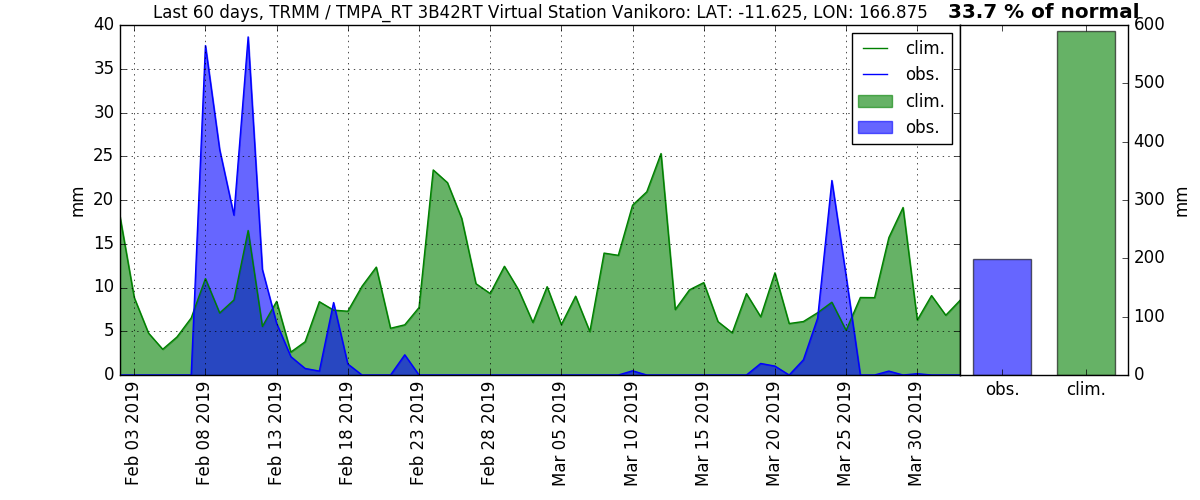 Last 60 days, TRMM / TMPA_RT 3B42RT Virtual Station Vanikoro: LAT: -11.625, LON: 166.875
33.7 % of normal
40
35
30
25
20
15
10
5
0
mm
clim.
obs.
clim.
obs.
600
500
400
300
200
100
0
mm
Feb 03 2019
Feb 08 2019
Feb 13 2019
Feb 18 2019
Feb 23 2019
Feb 28 2019
Mar 05 2019
Mar 10 2019
Mar 15 2019
Mar 20 2019
Mar 25 2019
Mar 30 2019
obs.
clim.